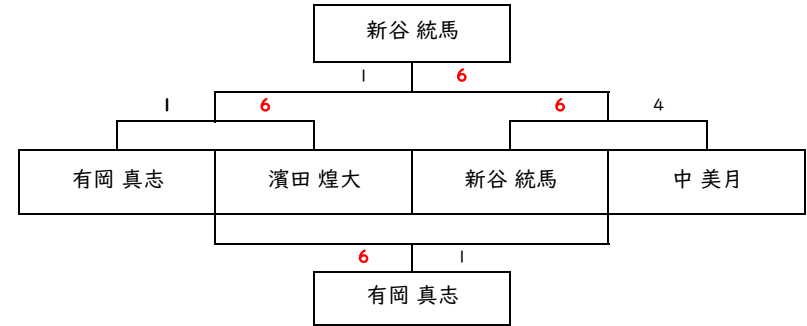 新谷 統馬
1 6
1 6 6 4
有岡 真志 濱田 煌大 新谷 統馬 中 美月
6 1
有岡 真志